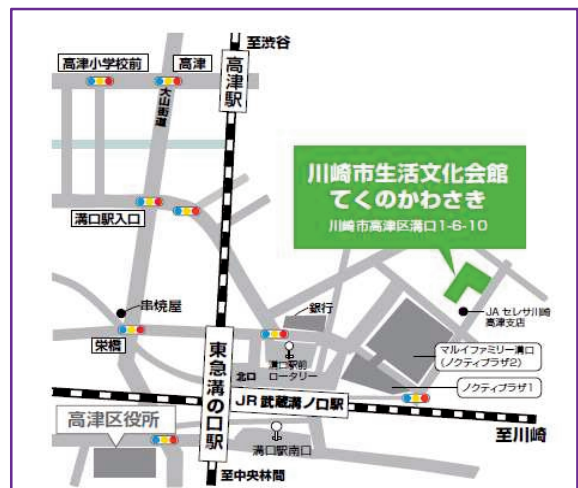 至渋谷
高津小学校前
高津
高津駅
大山街道
川崎市生活文化会館
てくのかわさき
川崎市高津区溝口1-6-10
溝口駅入口
串焼屋
銀行
JA セレサ川崎
高津支店
栄橋
溝口駅前
ロータリー
マルイファミリー溝口
(ノクティプラザ2)
北口
東急溝の口駅
ノクティプラザ1
JR 武蔵溝ノ口駅
高津区役所
溝口駅南口
至川崎
至中央林間